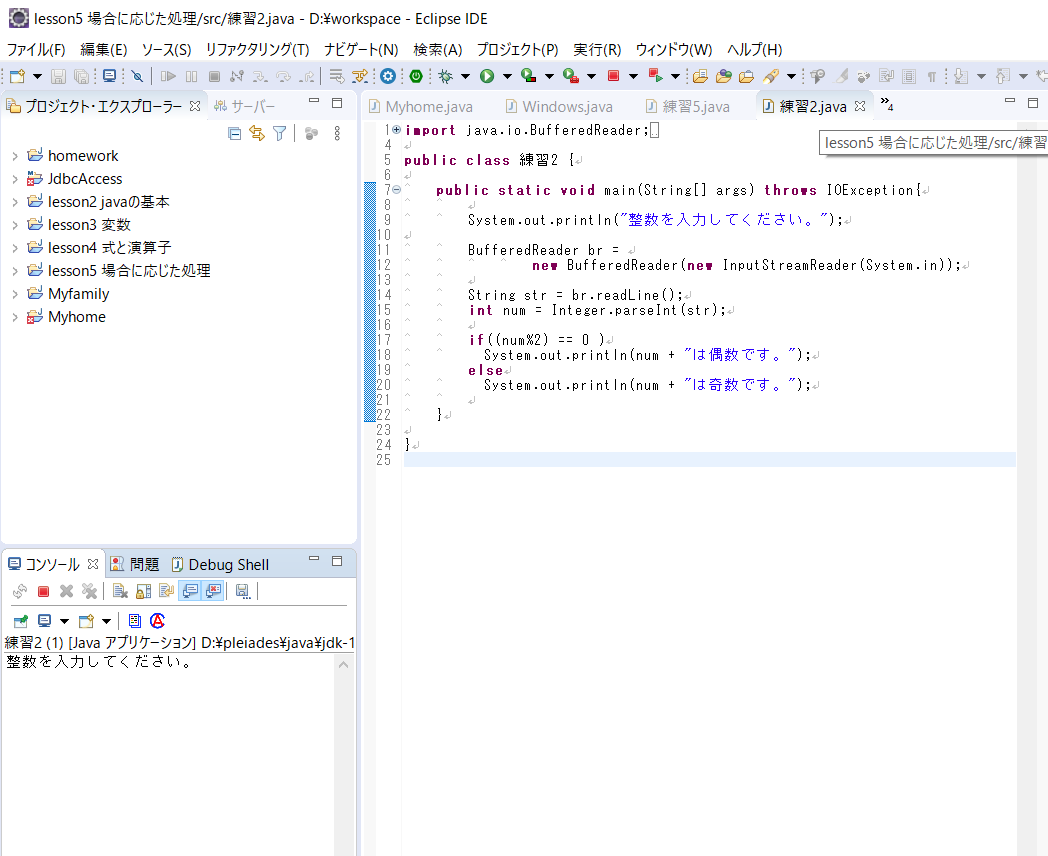 lesson5 場合に応じた処理/src/練習2.java - D:¥workspace - Eclipse IDE
ファイル(F) 編集(E) ソース(S) リファクタリング(T) ナビゲート(N) 検索(A) プロジェクト(P) 実行(R) ウィンドウ(W) ヘルプ(H)
プロジェクト・エクスプローラー サーバー
homework
JdbcAccess
lesson2 javaの基本
lesson3 変数
lesson4 式と演算子
lesson5 場合に応じた処理
Myfamily
Myhome
Myhome.java Windows.java 練習5.java 練習2.java 4
lesson5 場合に応じた処理/src/練習
1 import java.io.BufferedReader;
4
5 public class 練習2 {
6
7 public static void main(String[] args) throws IOException{
8
9 System.out.println("整数を入力してください。");
10
11 BufferedReader br =
12 new BufferedReader(new InputStreamReader(System.in));
13
14 String str = br.readLine();
15 int num = Integer.parseInt(str);
16
17 if((num%2) == 0 )
18 System.out.println(num + "は偶数です。");
19 else
20 System.out.println(num + "は奇数です。");
21
22 }
23
24 }
25
コンソール 問題 Debug Shell
練習2 (1) [Java アプリケーション] D:¥pleiades¥java¥jdk-1
整数を入力してください。